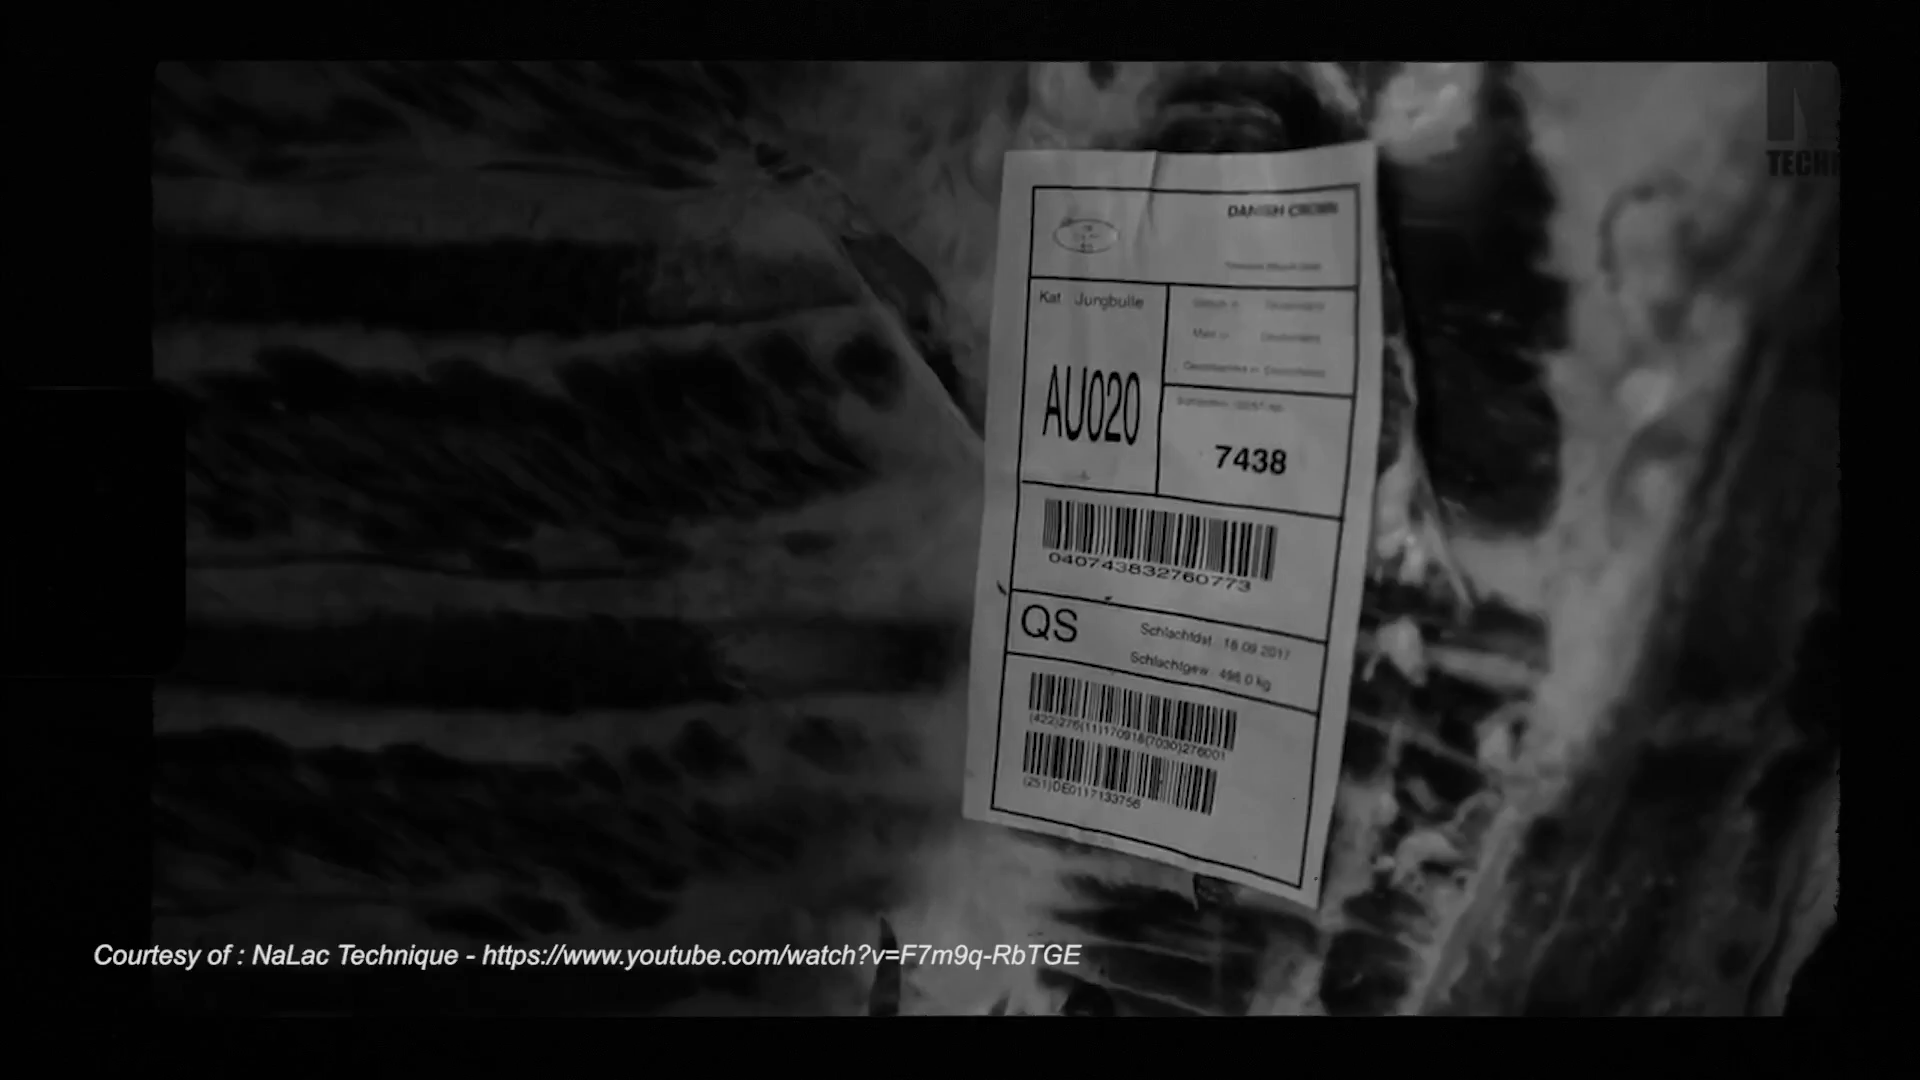 TECH
DANISH CROWN
Kat Jungbulle
AU020
7438
040743832760773
QS
Schlachtdat. 18.09.2017
Schlachtgew. 498.0 kg
(422)276(11)170918(7030)276001
(251)DE0117133756
Courtesy of : NaLac Technique - https://www.youtube.com/watch?v=F7m9q-RbTGE